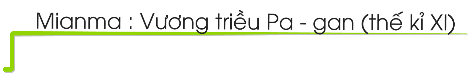 Mianma : Vương triều Pa - gan (thế kỉ XI)